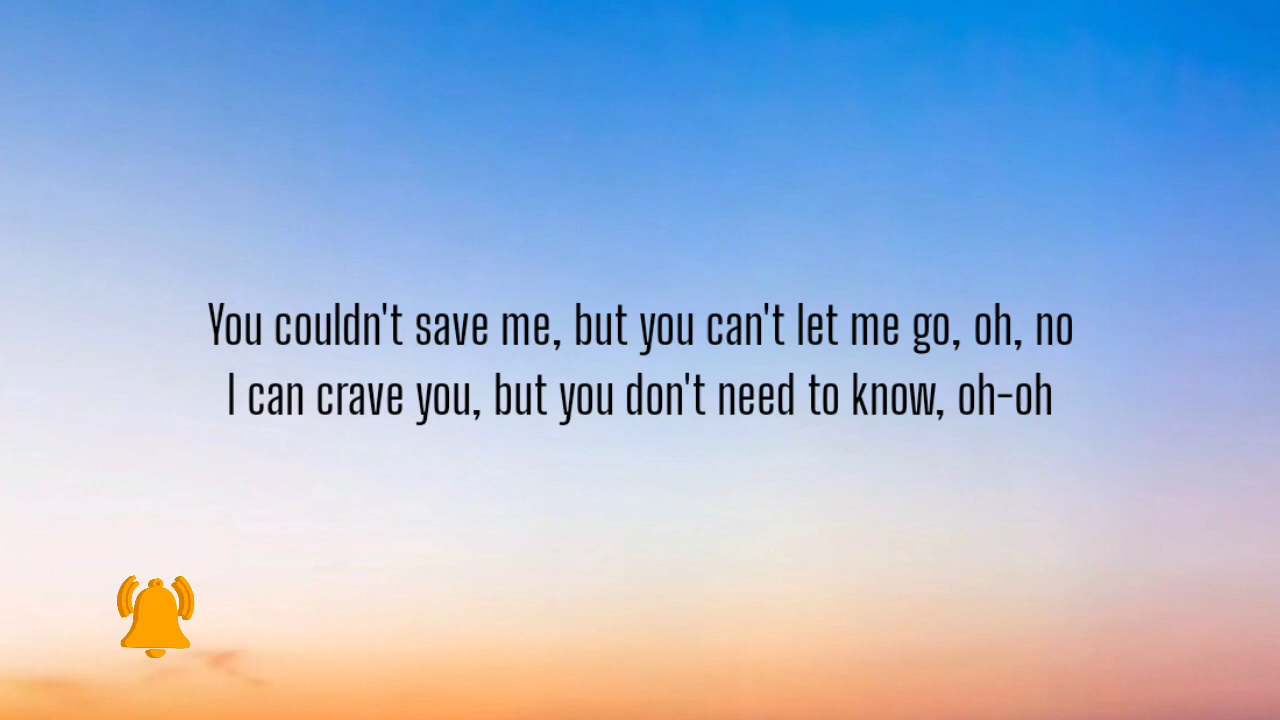 You couldn't save me, but you can't let me go, oh, no
I can crave you, but you don't need to know, oh-oh